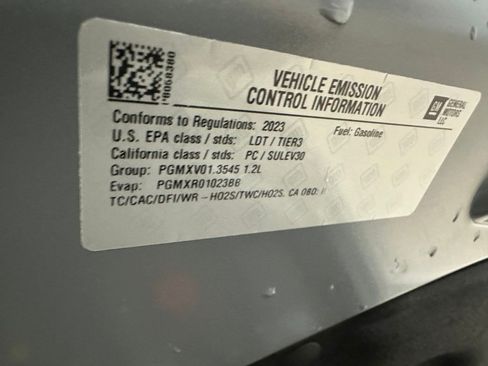 VEHICLE EMISSION
CONTROL INFORMATION
GM GENERAL
MOTORS
LLC
Conforms to Regulations: 2023 Fuel: Gasoline
U.S. EPA class / stds: LDT / TIER3
California class / stds: PC / SULEV30
Group: PGMXV01.3545 1.2L
Evap: PGMXR0102388
TC/CAC/DFI/WR-HO2S/TWC/HO2S. CA OBD: II